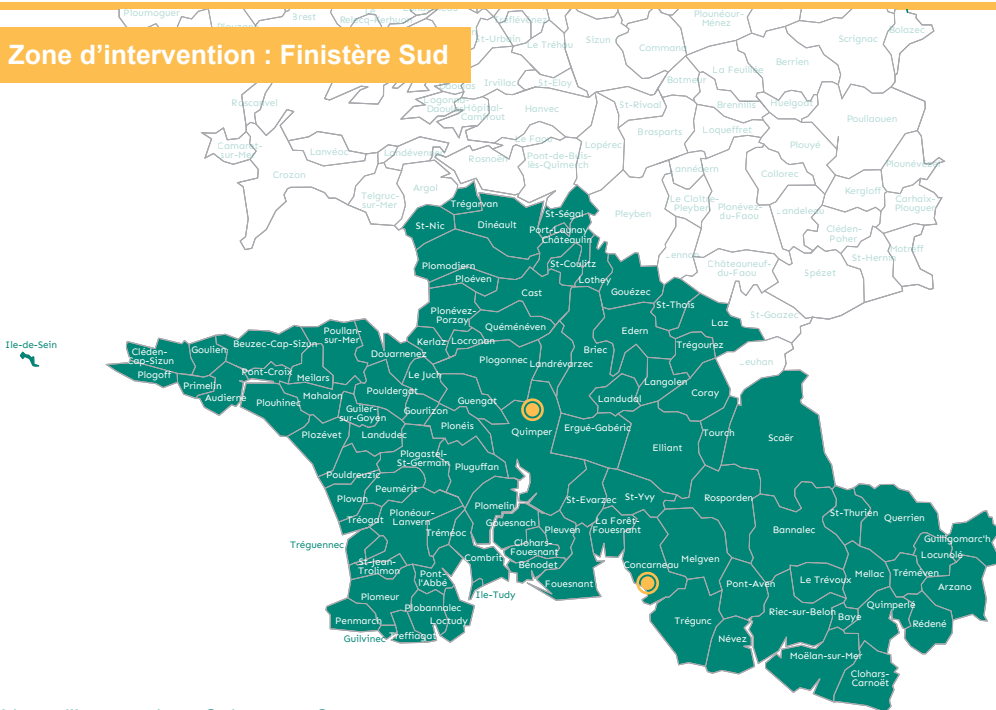 Ploumoguer
Brest
Plounéour-
Ménez
Scrignac
Bolazec
Zone d'intervention : Finistère Sud
St-Urbain
Le Tréhou
Sizun
Commana
Berrien
La Feuillée
Botmeur
Irvillac
St-Eloy
Roscanvel
Hôpital-
Camfrout
Hanvec
St-Rivoal
Brennilis
Huelgoat
Poullaouen
Brasparts
Loqueffret
Camaret-
sur-Mer
Lanvéoc
Landévennec
Le Faou
Lopérec
Plouyé
Rosnoën
Pont-de-Buis-
lès-Quimerch
Lannédern
Collorec
Plounévézel
Crozon
Telgruc-
sur-Mer
Argol
Le Cloître-
Pleyben
Plonévez-
du-Faou
Landeleau
Kergloff
Carhaix-
Plouguer
Trégarvan
St-Ségal
Pleyben
St-Nic
Dinéault
Port-Launay
Châteaulin
Cléden-
Poher
Motreff
St-Hernin
Lennon
Châteauneuf-
du-Faou
Spézet
Plomodiern
St-Coulitz
Ploéven
Lothey
Cast
Gouézec
St-Thois
St-Goazec
Plonévez-
Porzay
Quéménéven
Edern
Laz
Ile-de-Sein
Poullan-
sur-Mer
Beuzec-Cap-Sizun
Kerlaz
Locronan
Briec
Trégourez
Goulien
Cléden-
Cap-Sizun
Douarnenez
Plogonnec
Landrévarzec
Leuhan
Plogoff
Pont-Croix
Meilars
Le Juch
Langolen
Primelin
Audierne
Mahalon
Pouldergat
Coray
Plouhinec
Guengat
Landudal
Guiler-
sur-Goyen
Gourlizon
Plozévet
Landudec
Plonéis
Quimper
Ergué-Gabéric
Tourch
Scaër
Elliant
Plogastel-
St-Germain
Pluguffan
Pouldreuzic
Peumérit
Plovan
Plomelin
St-Evarzec
St-Yvy
Rosporden
Tréogat
Plonéour-
Lanvern
Gouesnach
Pleuven
La Forêt-
Fouesnant
Bannalec
St-Thurien
Querrien
Tréméoc
Tréguennec
Clohars-
Fouesnant
Guilligomarc'h
St-Jean-
Trolimon
Combrit
Bénodet
Concarneau
Melgven
Locunolé
Pont-
l'Abbé
Fouesnant
Pont-Aven
Le Trévoux
Mellac
Tréméven
Arzano
Plomeur
Ile-Tudy
Plobannalec
Riec-sur-Belon
Baye
Quimperlé
Penmarch
Loctudy
Trégunc
Rédené
Guilvinec
Treffiagat
Névez
Moëlan-sur-Mer
Clohars-
Carnoët